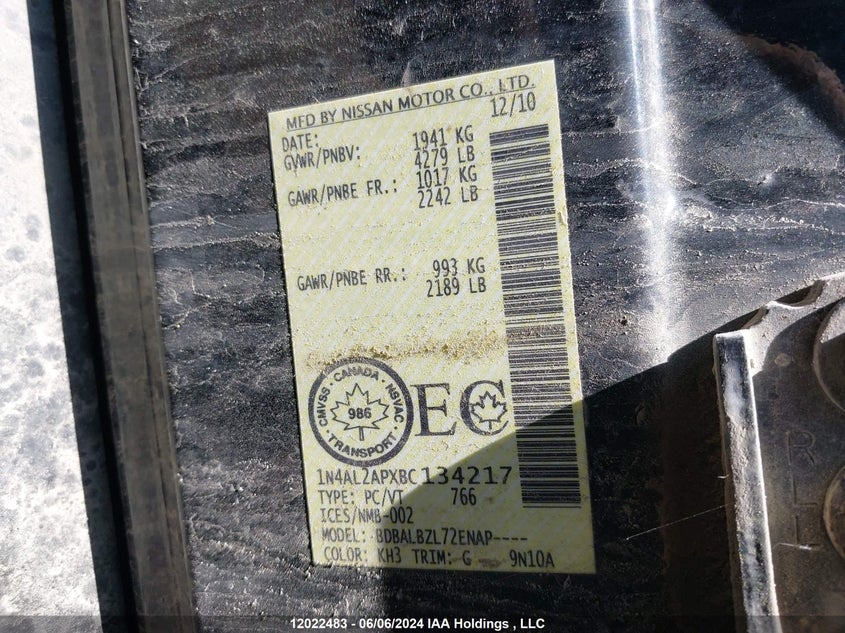 MFD BY NISSAN MOTOR CO., LTD.
DATE: 12/10
GVWR/PNBV: 1941 KG
4279 LB
GAWR/PNBE FR.: 1017 KG
2242 LB
GAWR/PNBE RR.: 993 KG
2189 LB
CMVSS · CANADA · NSVAC · TRANSPORT ·
986
EC
1N4AL2APXBC134217
TYPE: PC/VT 766
ICES/NMB-002
MODEL: BDBALBZL72ENAP----
COLOR: KH3 TRIM: G 9N10A
12022483 - 06/06/2024 IAA Holdings , LLC